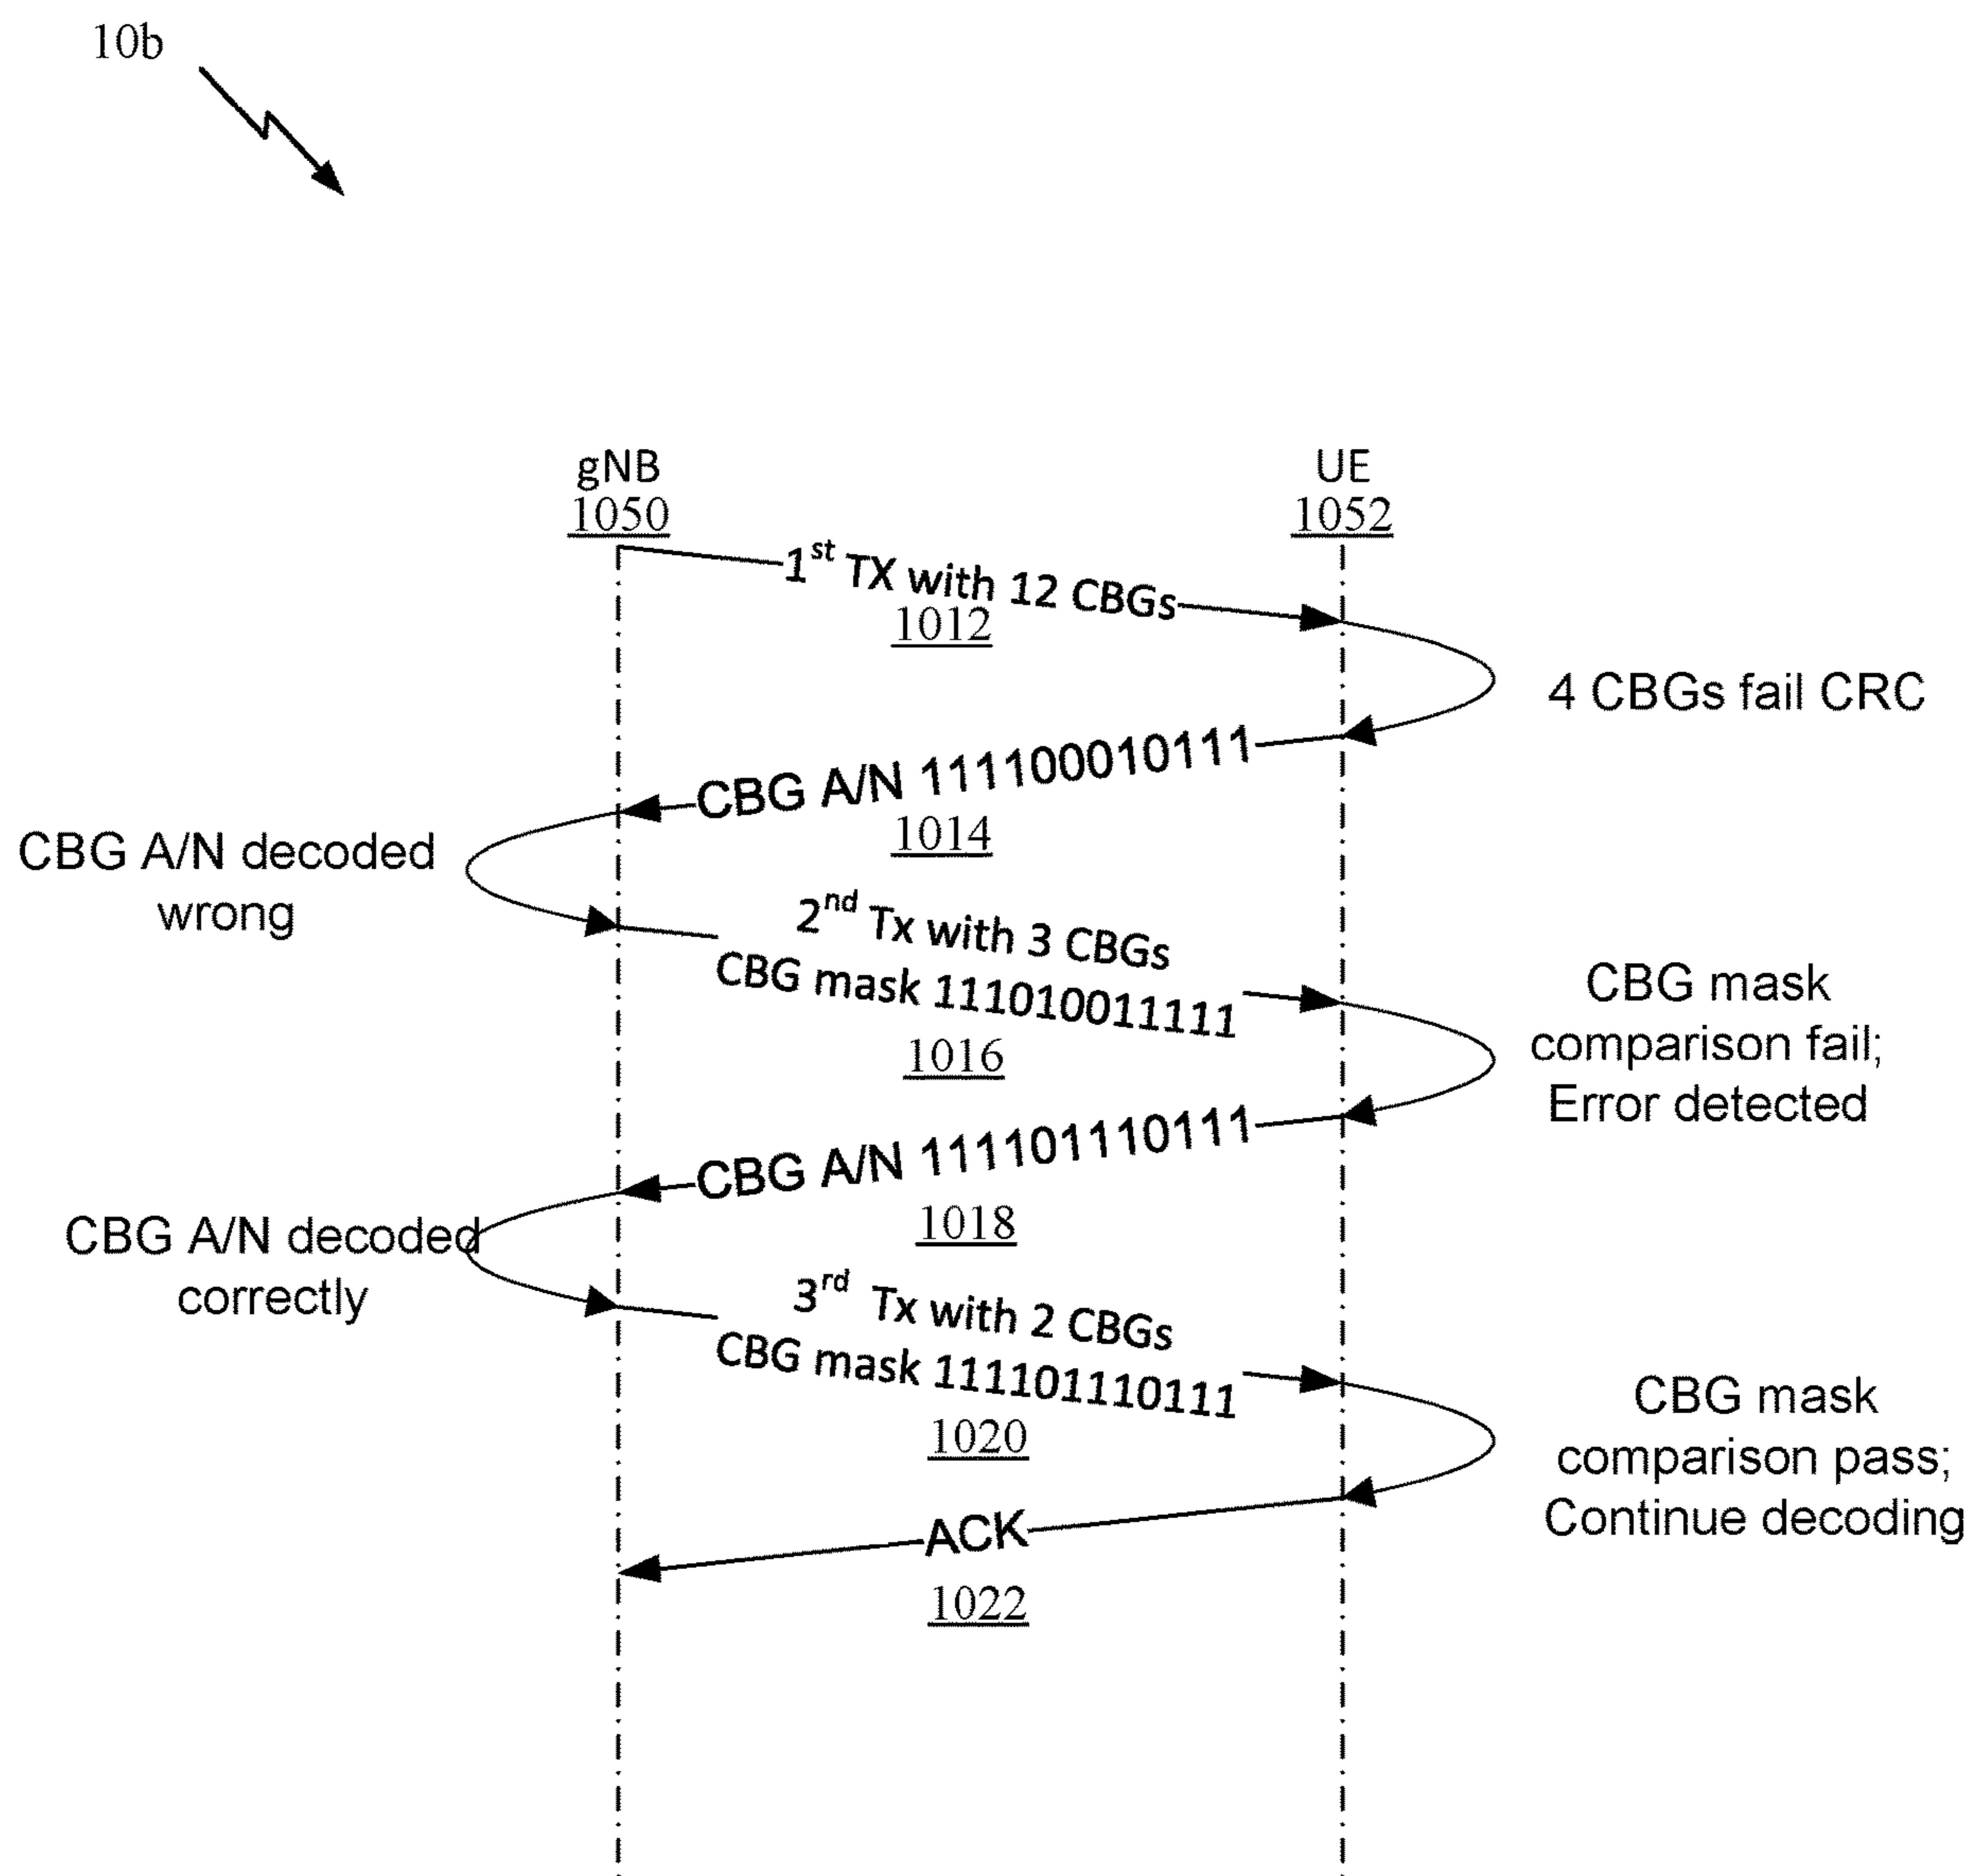 10b
gNB
1050
UE
1052
1st TX with 12 CBGs
1012
4 CBGs fail CRC
CBG A/N 111100010111
1014
CBG A/N decoded
wrong
2nd Tx with 3 CBGs
CBG mask 111010011111
1016
CBG mask
comparison fail;
Error detected
CBG A/N 111101110111
1018
CBG A/N decoded
correctly
3rd Tx with 2 CBGs
CBG mask 111101110111
1020
CBG mask
comparison pass;
Continue decoding
ACK
1022